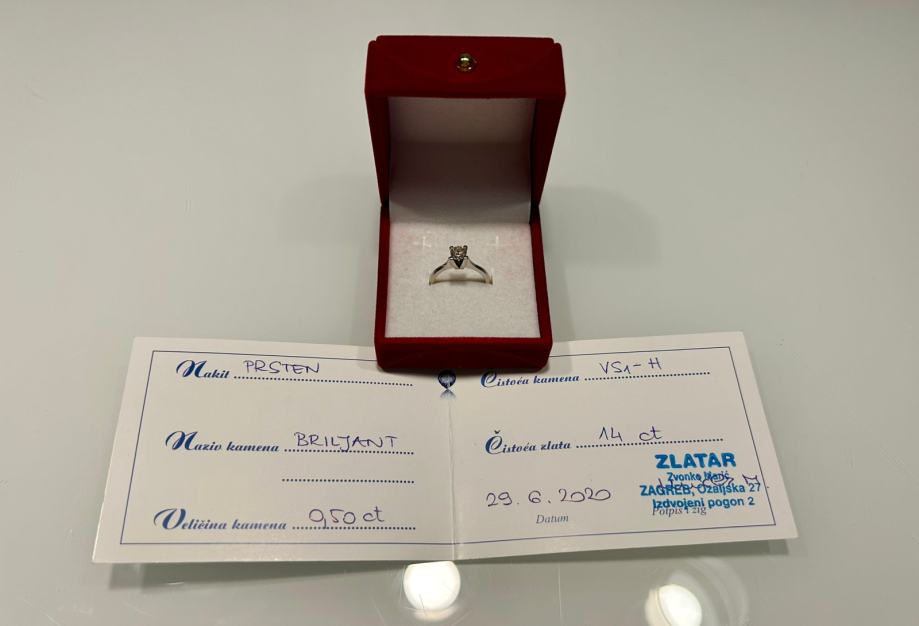 Nakit PRSTEN
Naziv kamena BRILJANT
Veličina kamena 0,50 ct
Čistoća kamena VS1-H
Čistoća zlata 14 ct
29. 6. 2020
Datum
ZLATAR
Zvonko
ZAGREB, Ozaljska 27
Izdvojeni pogon 2
Potpis i žig